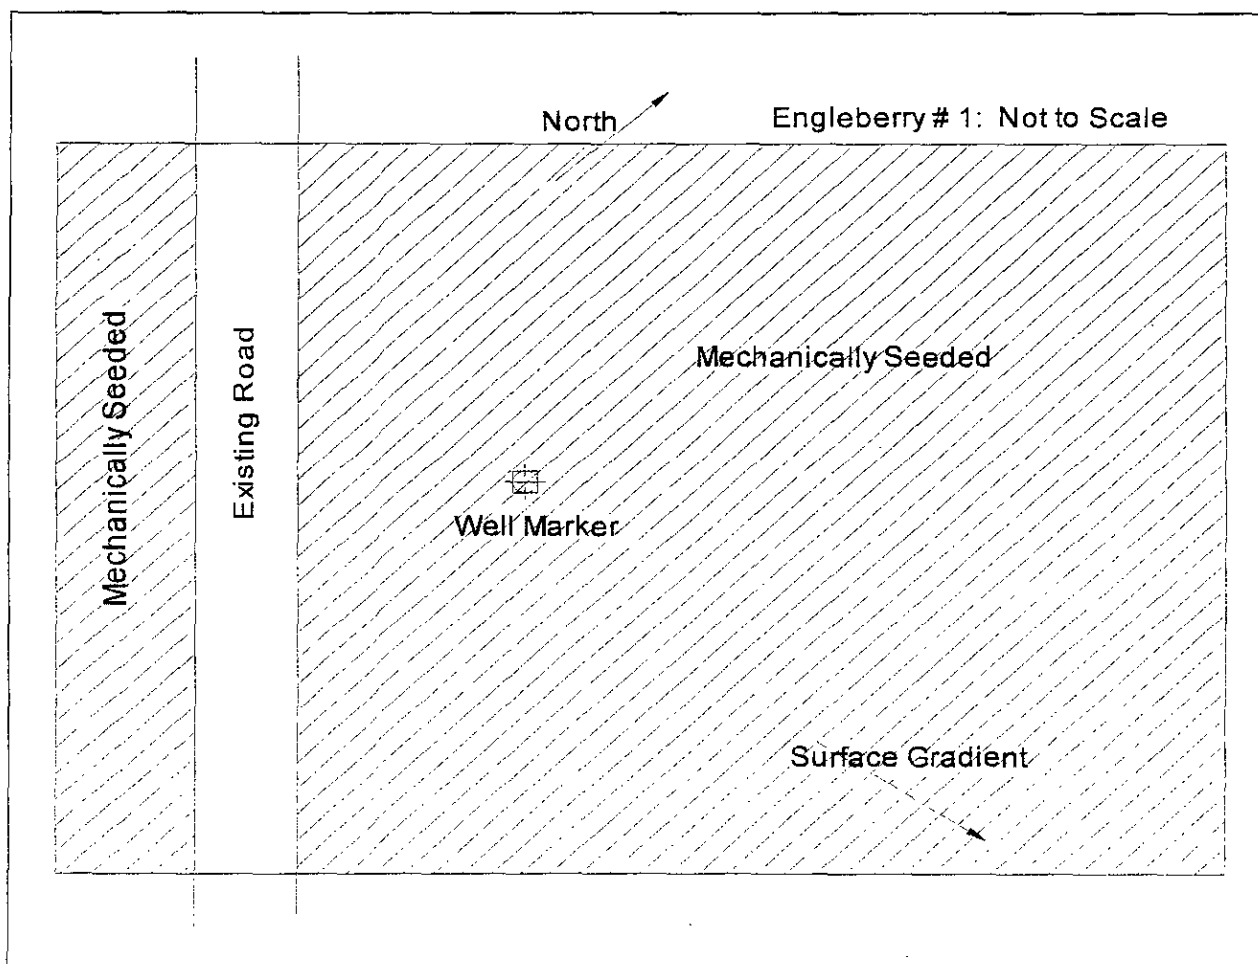 North
Engleberry # 1: Not to Scale
Mechanically Seeded
Existing Road
Mechanically Seeded
Well Marker
Surface Gradient